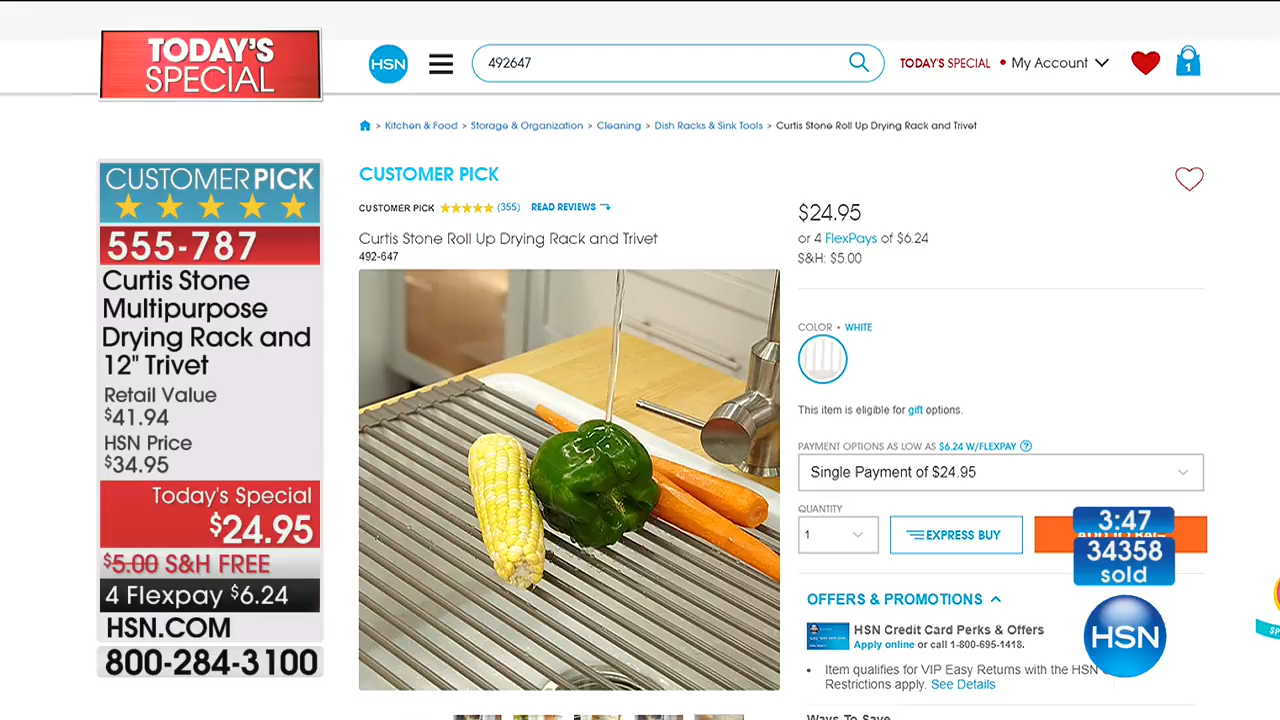 TODAY'S
SPECIAL
HSN
492647
TODAY'S SPECIAL • My Account
1
> Kitchen & Food > Storage & Organization > Cleaning > Dish Racks & Sink Tools > Curtis Stone Roll Up Drying Rack and Trivet
CUSTOMER PICK
555-787
Curtis Stone
Multipurpose
Drying Rack and
12" Trivet
Retail Value
$41.94
HSN Price
$34.95
Today's Special
$24.95
$5.00 S&H FREE
4 Flexpay $6.24
HSN.COM
800-284-3100
CUSTOMER PICK
CUSTOMER PICK (355) READ REVIEWS
Curtis Stone Roll Up Drying Rack and Trivet
492-647
$24.95
or 4 FlexPays of $6.24
S&H: $5.00
COLOR • WHITE
This item is eligible for gift options.
PAYMENT OPTIONS AS LOW AS $6.24 W/FLEXPAY ?
Single Payment of $24.95
QUANTITY
1
EXPRESS BUY
3:47
34358
sold
OFFERS & PROMOTIONS
HSN Credit Card Perks & Offers
Apply online or call 1-800-695-1418.
HSN
• Item qualifies for VIP Easy Returns with the HSN
Restrictions apply. See Details
Ways To Save